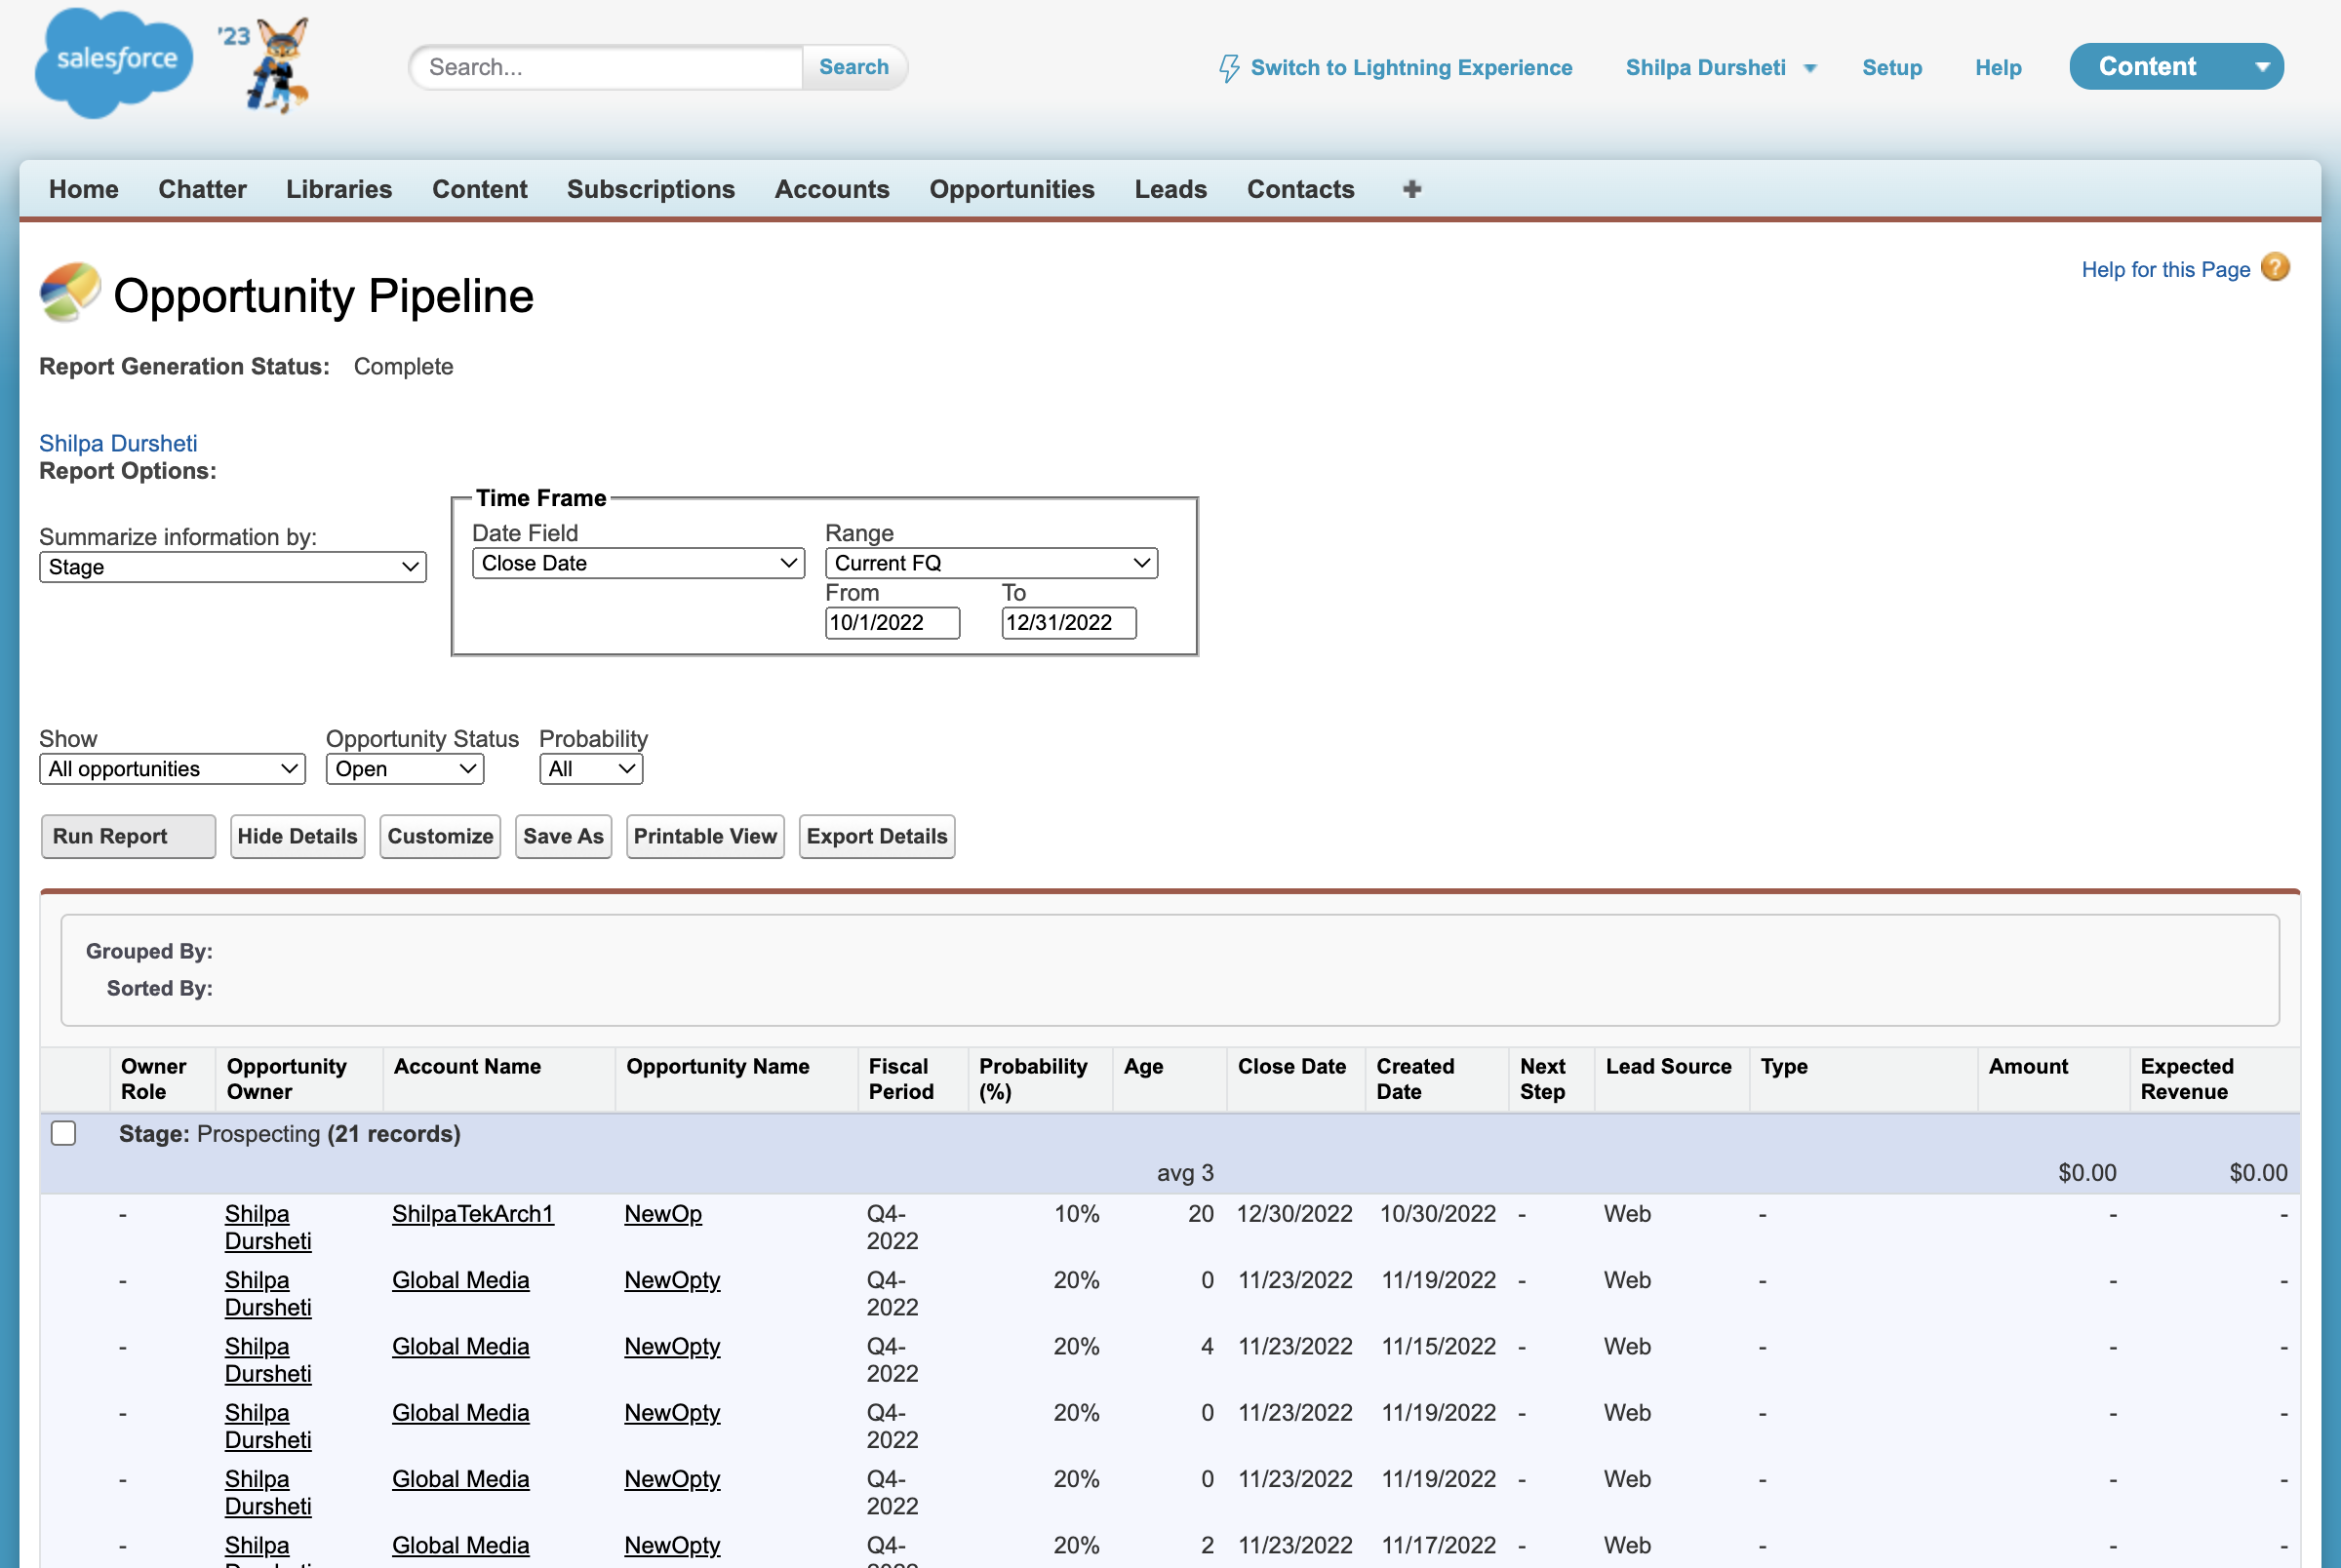 salesforce
'23
Search...
Search
Switch to Lightning Experience
Shilpa Dursheti
Setup
Help
Content
Home Chatter Libraries Content Subscriptions Accounts Opportunities Leads Contacts
Opportunity Pipeline
Help for this Page
Report Generation Status: Complete
Shilpa Dursheti
Report Options:
Summarize information by:
Stage
Time Frame
Date Field Range
Close Date Current FQ
From To
10/1/2022 12/31/2022
Show Opportunity Status Probability
All opportunities Open All
Run Report Hide Details Customize Save As Printable View Export Details
Grouped By:
Sorted By:
Owner Role Opportunity Owner Account Name Opportunity Name Fiscal Period Probability (%) Age Close Date Created Date Next Step Lead Source Type Amount Expected Revenue
Stage: Prospecting (21 records)
avg 3 $0.00 $0.00
- Shilpa Dursheti ShilpaTekArch1 NewOp Q4-2022 10% 20 12/30/2022 10/30/2022 - Web - - -
- Shilpa Dursheti Global Media NewOpty Q4-2022 20% 0 11/23/2022 11/19/2022 - Web - - -
- Shilpa Dursheti Global Media NewOpty Q4-2022 20% 4 11/23/2022 11/15/2022 - Web - - -
- Shilpa Dursheti Global Media NewOpty Q4-2022 20% 0 11/23/2022 11/19/2022 - Web - - -
- Shilpa Dursheti Global Media NewOpty Q4-2022 20% 0 11/23/2022 11/19/2022 - Web - - -
- Shilpa Global Media NewOpty Q4- 20% 2 11/23/2022 11/17/2022 - Web - - -